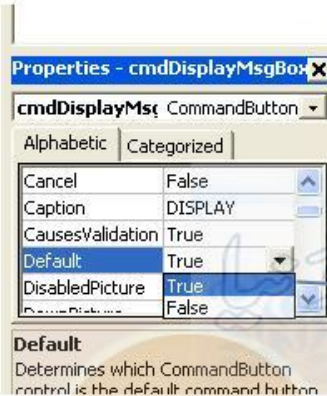 Properties - cmdDisplayMsgBox
cmdDisplayMsg CommandButton
Alphabetic Categorized
Cancel False
Caption DISPLAY
CausesValidation True
Default True
DisabledPicture True
False
Default
Determines which CommandButton
control is the default command button